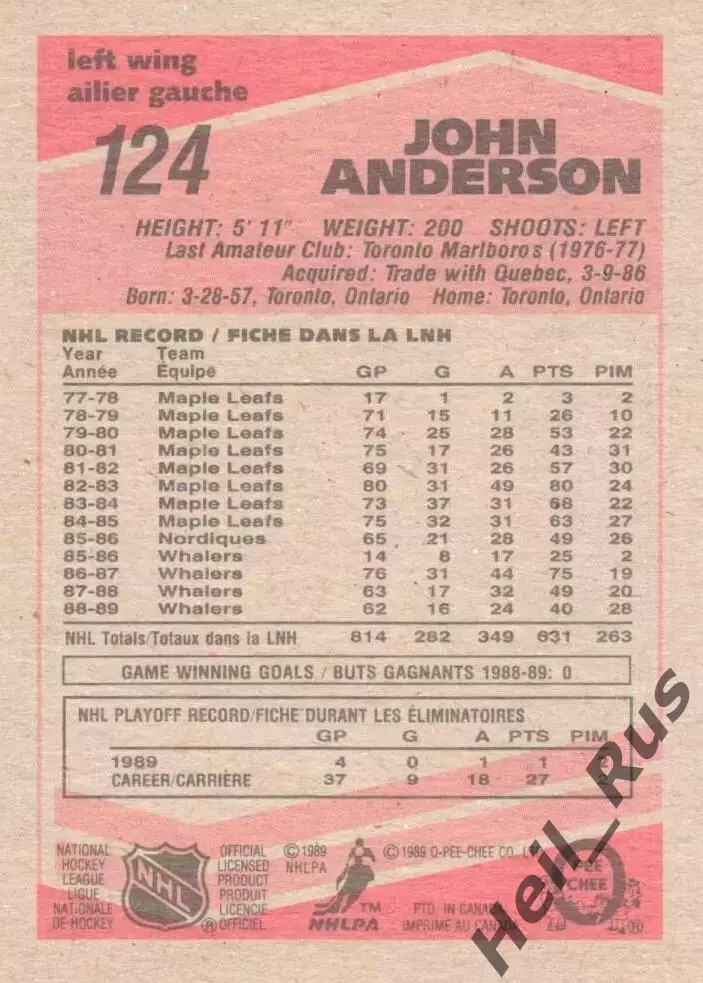 left wing
ailier gauche
124
JOHN
ANDERSON
HEIGHT: 5' 11" WEIGHT: 200 SHOOTS: LEFT
Last Amateur Club: Toronto Marlboros (1976-77)
Acquired: Trade with Quebec, 3-9-86
Born: 3-28-57, Toronto, Ontario Home: Toronto, Ontario
NHL RECORD / FICHE DANS LA LNH
Year Team
Année Équipe GP G A PTS PIM
77-78 Maple Leafs 17 1 2 3 2
78-79 Maple Leafs 71 15 11 26 10
79-80 Maple Leafs 74 25 28 53 22
80-81 Maple Leafs 75 17 26 43 31
81-82 Maple Leafs 69 31 26 57 30
82-83 Maple Leafs 80 31 49 80 24
83-84 Maple Leafs 73 37 31 68 22
84-85 Maple Leafs 75 32 31 63 27
85-86 Nordiques 65 21 28 49 26
85-86 Whalers 14 8 17 25 2
86-87 Whalers 76 31 44 75 19
87-88 Whalers 63 17 32 49 20
88-89 Whalers 62 16 24 40 28
NHL Totals/Totaux dans la LNH 814 282 349 631 263
GAME WINNING GOALS / BUTS GAGNANTS 1988-89: 0
NHL PLAYOFF RECORD/FICHE DURANT LES ÉLIMINATOIRES
GP G A PTS PIM
1989 4 0 1 1 2
CAREER/CARRIÈRE 37 9 18 27 2
NATIONAL
HOCKEY
LEAGUE
LIGUE
NATIONALE
DE HOCKEY
NHL
OFFICIAL
LICENSED
PRODUCT
PRODUIT
LICENCIÉ
® OFFICIEL
© 1989
NHLPA
TM
NHLPA
© 1989 O-PEE-CHEE CO.
PTD. IN CANADA
IMPRIMÉ AU CANADA
PEE
CHEE
®
Heil_Rus